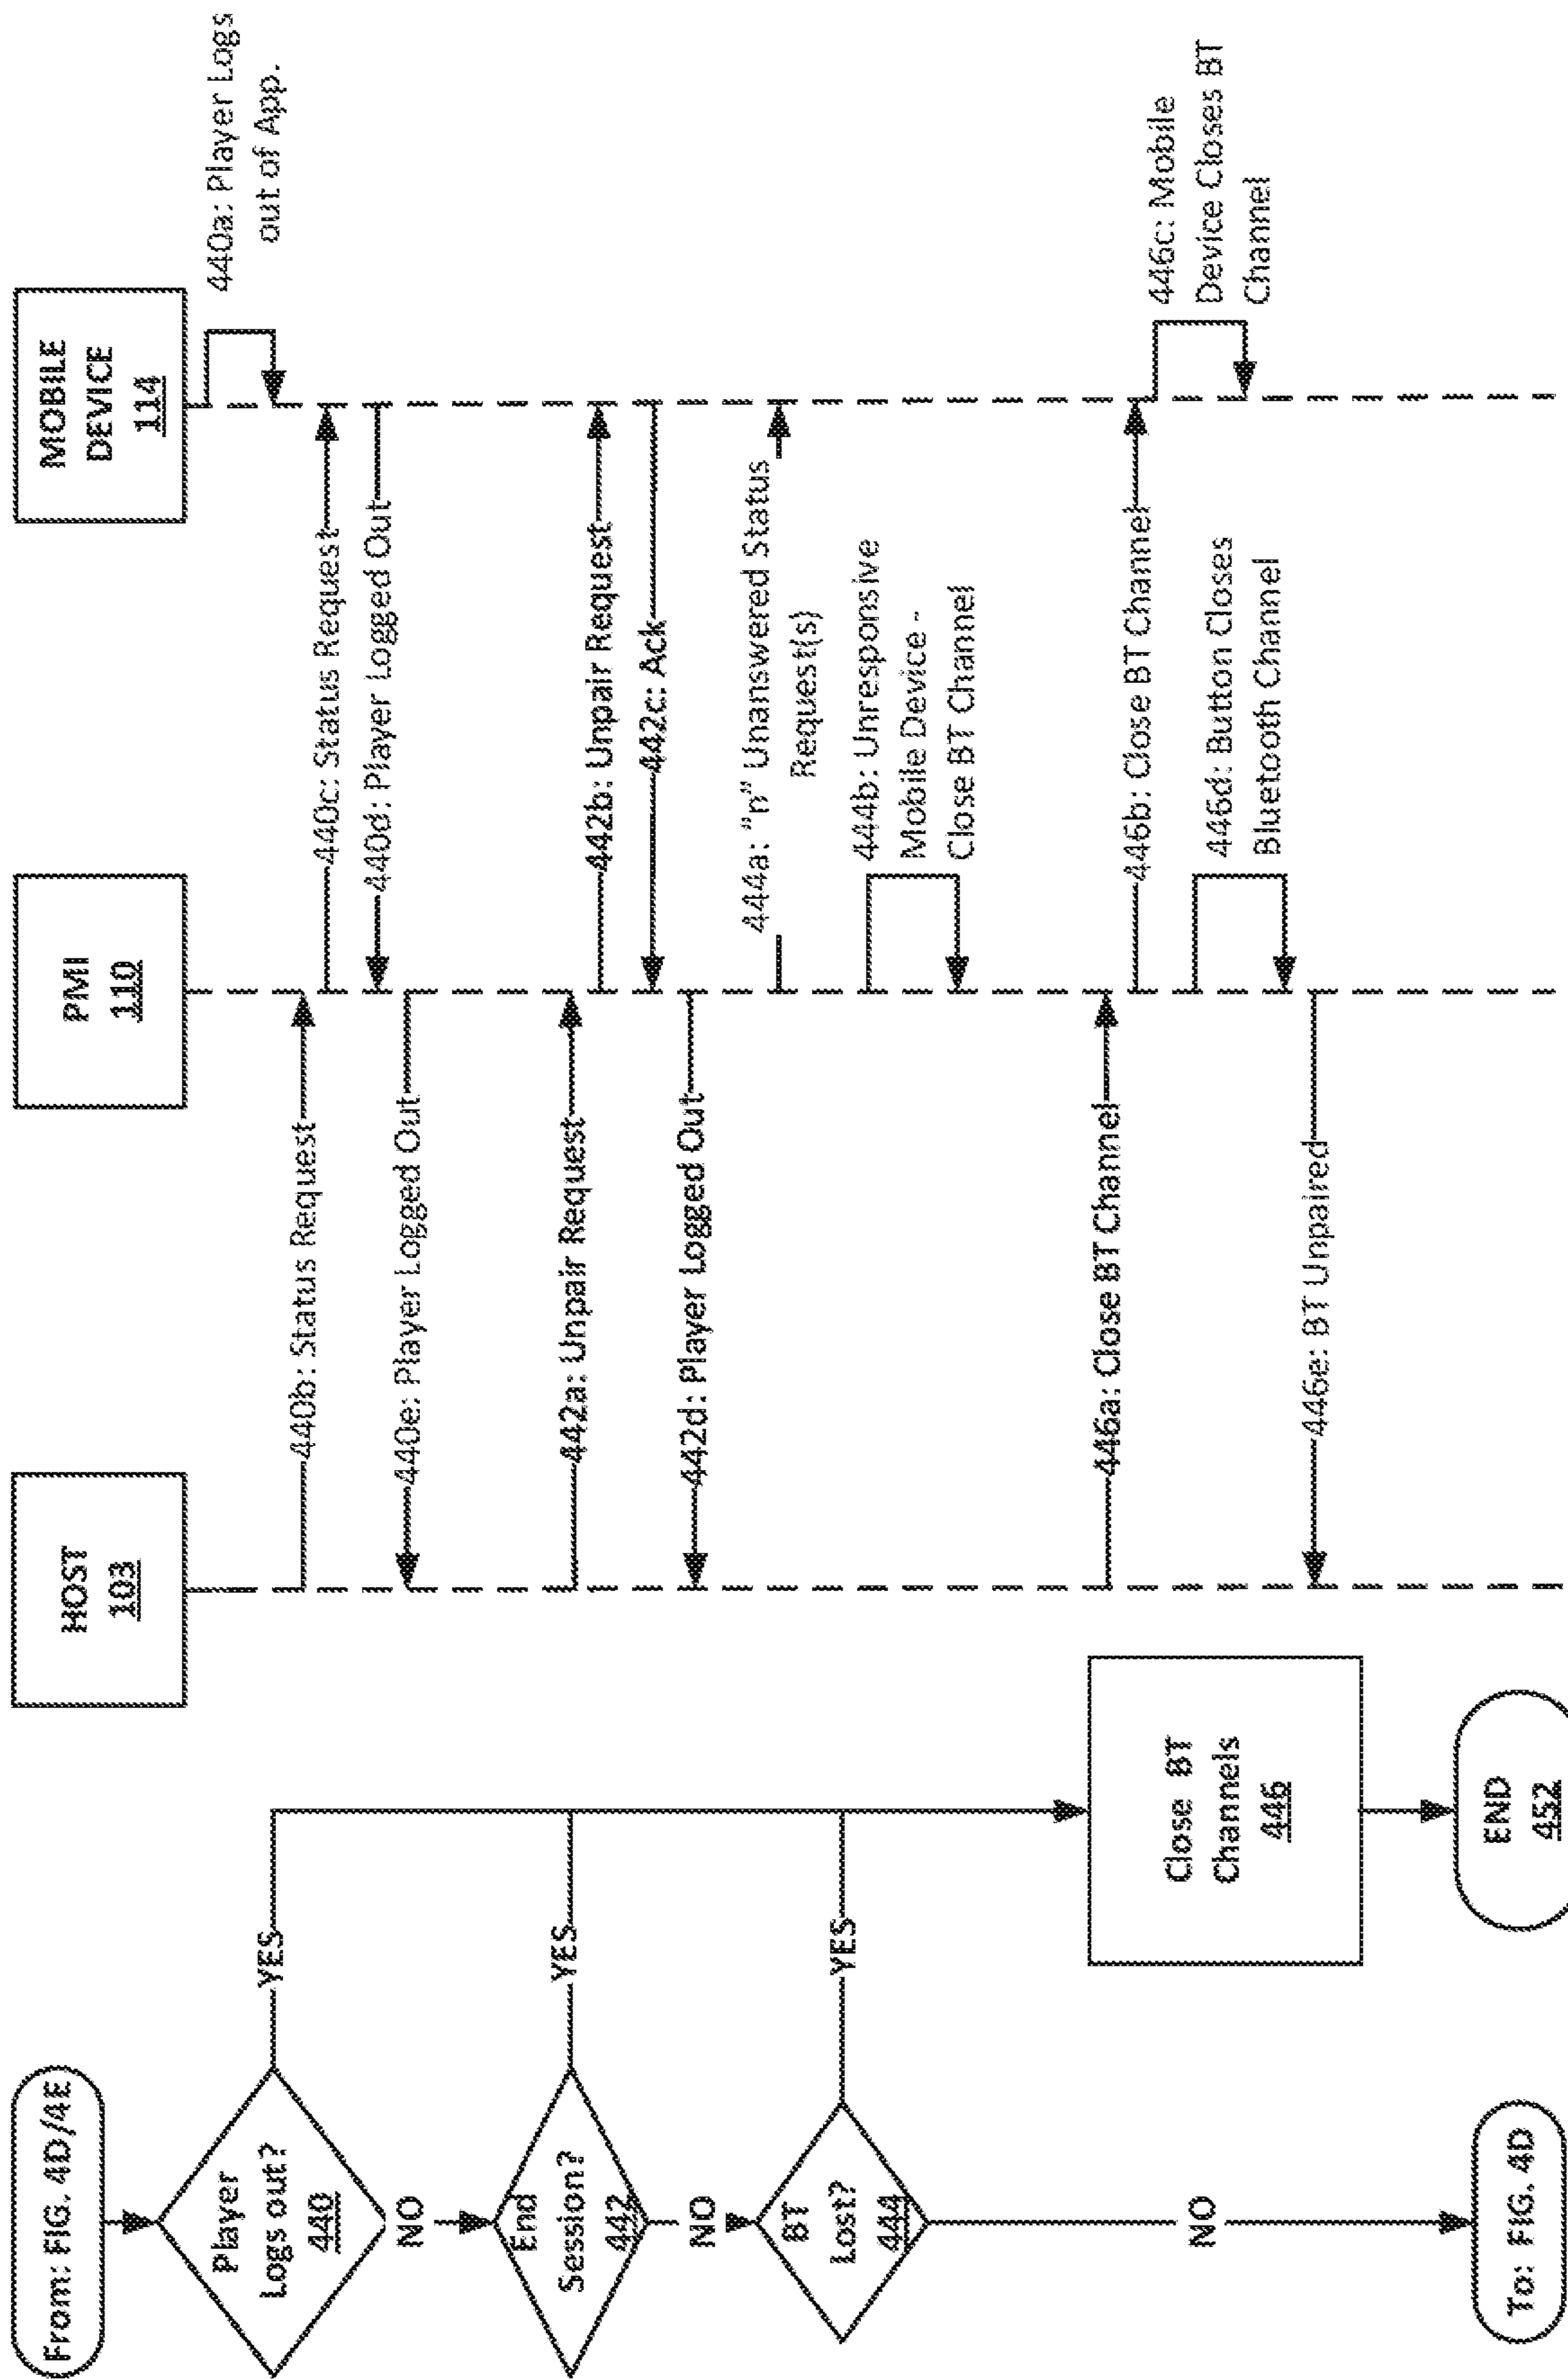 From: FIG. 4D/4E
Player
Logs out?
440
YES
NO
End
Session?
442
YES
NO
BT
Lost?
444
YES
NO
To: FIG. 4D
Close BT
Channels
446
END
452
HOST
103
PMI
110
MOBILE
DEVICE
114
440a: Player Logs
out of App.
440b: Status Request
440c: Status Request
440d: Player Logged Out
440e: Player Logged Out
442a: Unpair Request
442b: Unpair Request
442c: Ack
442d: Player Logged Out
444a: "n" Unanswered Status
Request(s)
444b: Unresponsive
Mobile Device -
Close BT Channel
446a: Close BT Channel
446b: Close BT Channel
446c: Mobile
Device Closes BT
Channel
446d: Button Closes
Bluetooth Channel
446e: BT Unpaired